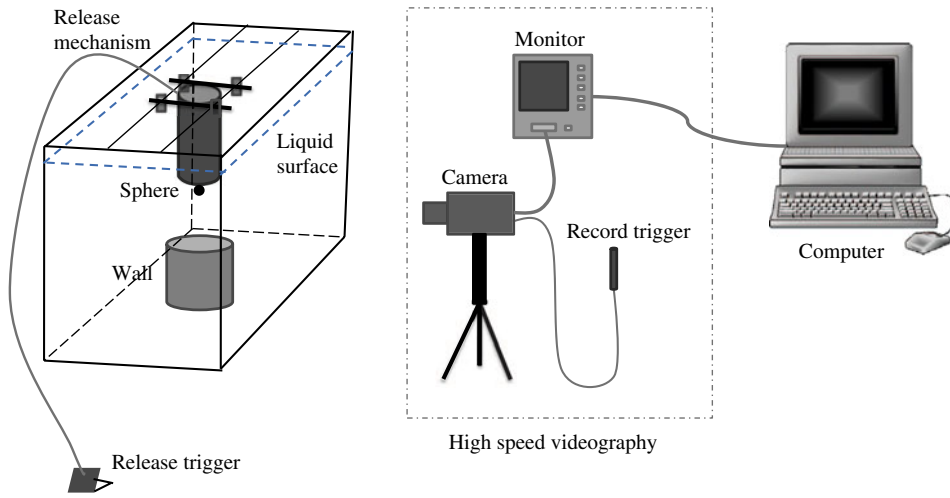 Release
mechanism
Liquid
surface
Sphere
Wall
Release trigger
Monitor
Camera
Record trigger
Computer
High speed videography